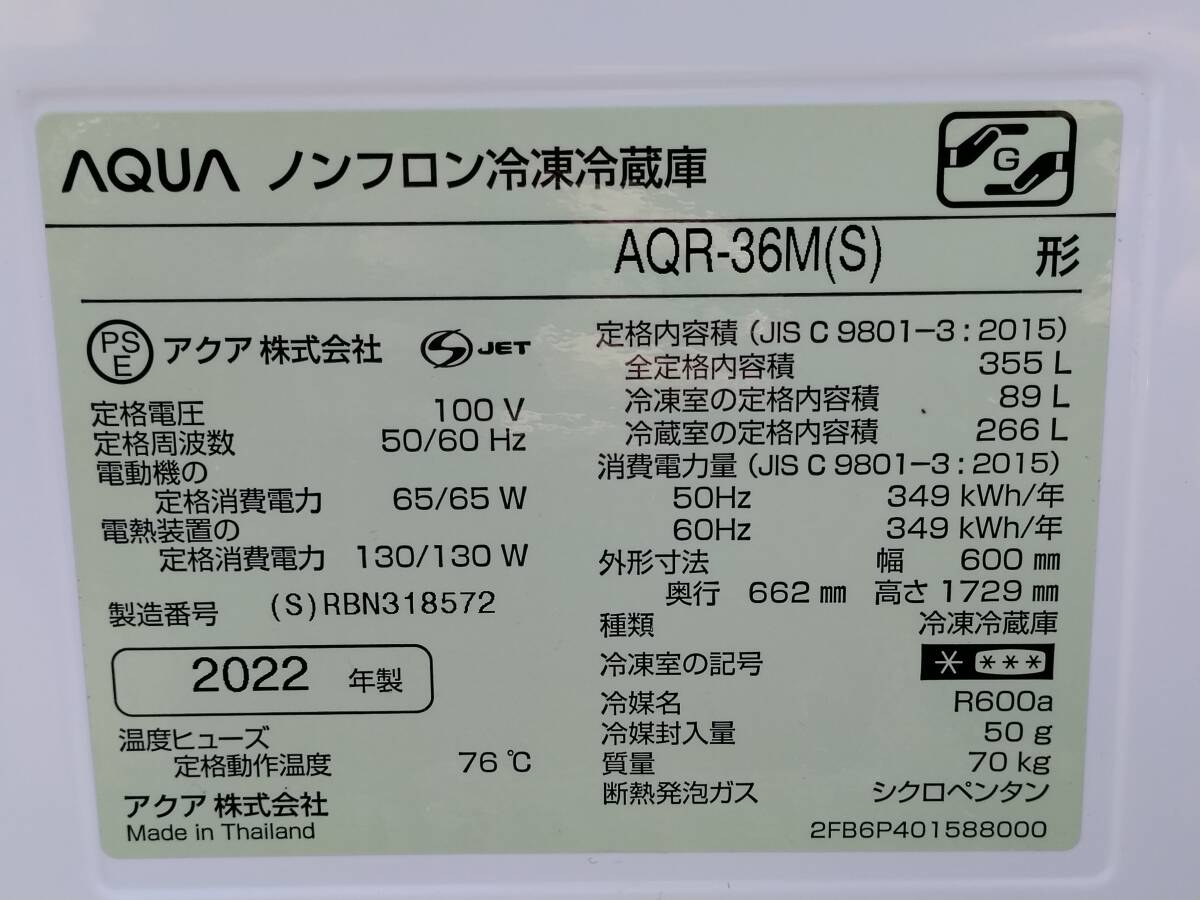 AQUA ノンフロン冷凍冷蔵庫
G
AQR-36M(S) 形
PS
E
アクア 株式会社
S JET
定格電圧 100 V
定格周波数 50/60 Hz
電動機の
定格消費電力 65/65 W
電熱装置の
定格消費電力 130/130 W
製造番号 (S)RBN318572
2022 年製
温度ヒューズ
定格動作温度 76 ℃
アクア 株式会社
Made in Thailand
定格内容積 (JIS C 9801-3 : 2015)
全定格内容積 355 L
冷凍室の定格内容積 89 L
冷蔵室の定格内容積 266 L
消費電力量 (JIS C 9801-3 : 2015)
50Hz 349 kWh/年
60Hz 349 kWh/年
外形寸法 幅 600 mm
奥行 662 mm 高さ 1729 mm
種類 冷凍冷蔵庫
冷凍室の記号 * ***
冷媒名 R600a
冷媒封入量 50 g
質量 70 kg
断熱発泡ガス シクロペンタン
2FB6P401588000